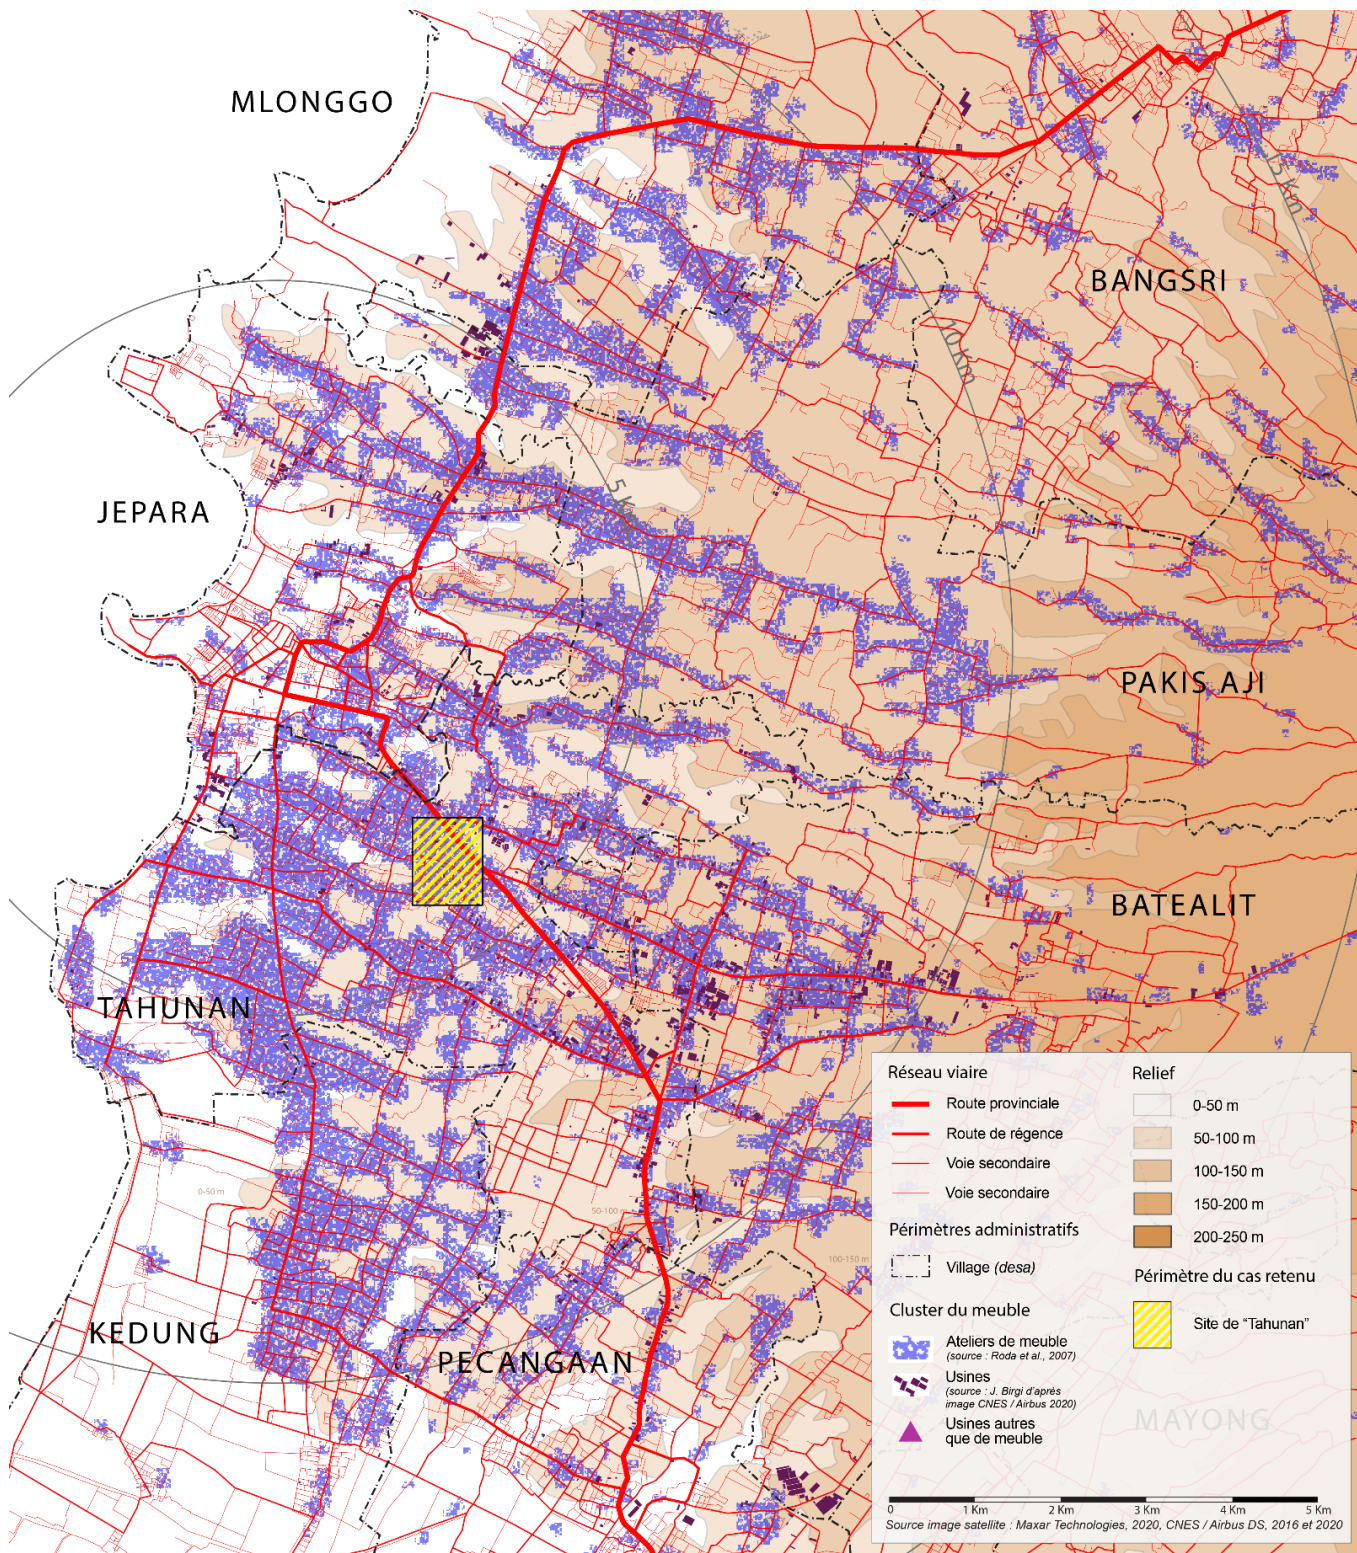 MLONGGO
15 Km
BANGSRI
10 Km
5 Km
JEPARA
PAKIS AJI
BATEALIT
TAHUNAN
0-50 m
50-100 m
100-150 m
KEDUNG
PECANGAAN
Réseau viaire
Route provinciale
Route de régence
Voie secondaire
Voie secondaire
Périmètres administratifs
Village (desa)
Cluster du meuble
Ateliers de meuble
(source : Roda et al., 2007)
Usines
(source : J. Birgi d'après
image CNES / Airbus 2020)
Usines autres
que de meuble
Relief
0-50 m
50-100 m
100-150 m
150-200 m
200-250 m
Périmètre du cas retenu
Site de "Tahunan"
MAYONG
0 1 Km 2 Km 3 Km 4 Km 5 Km
Source image satellite : Maxar Technologies, 2020, CNES / Airbus DS, 2016 et 2020